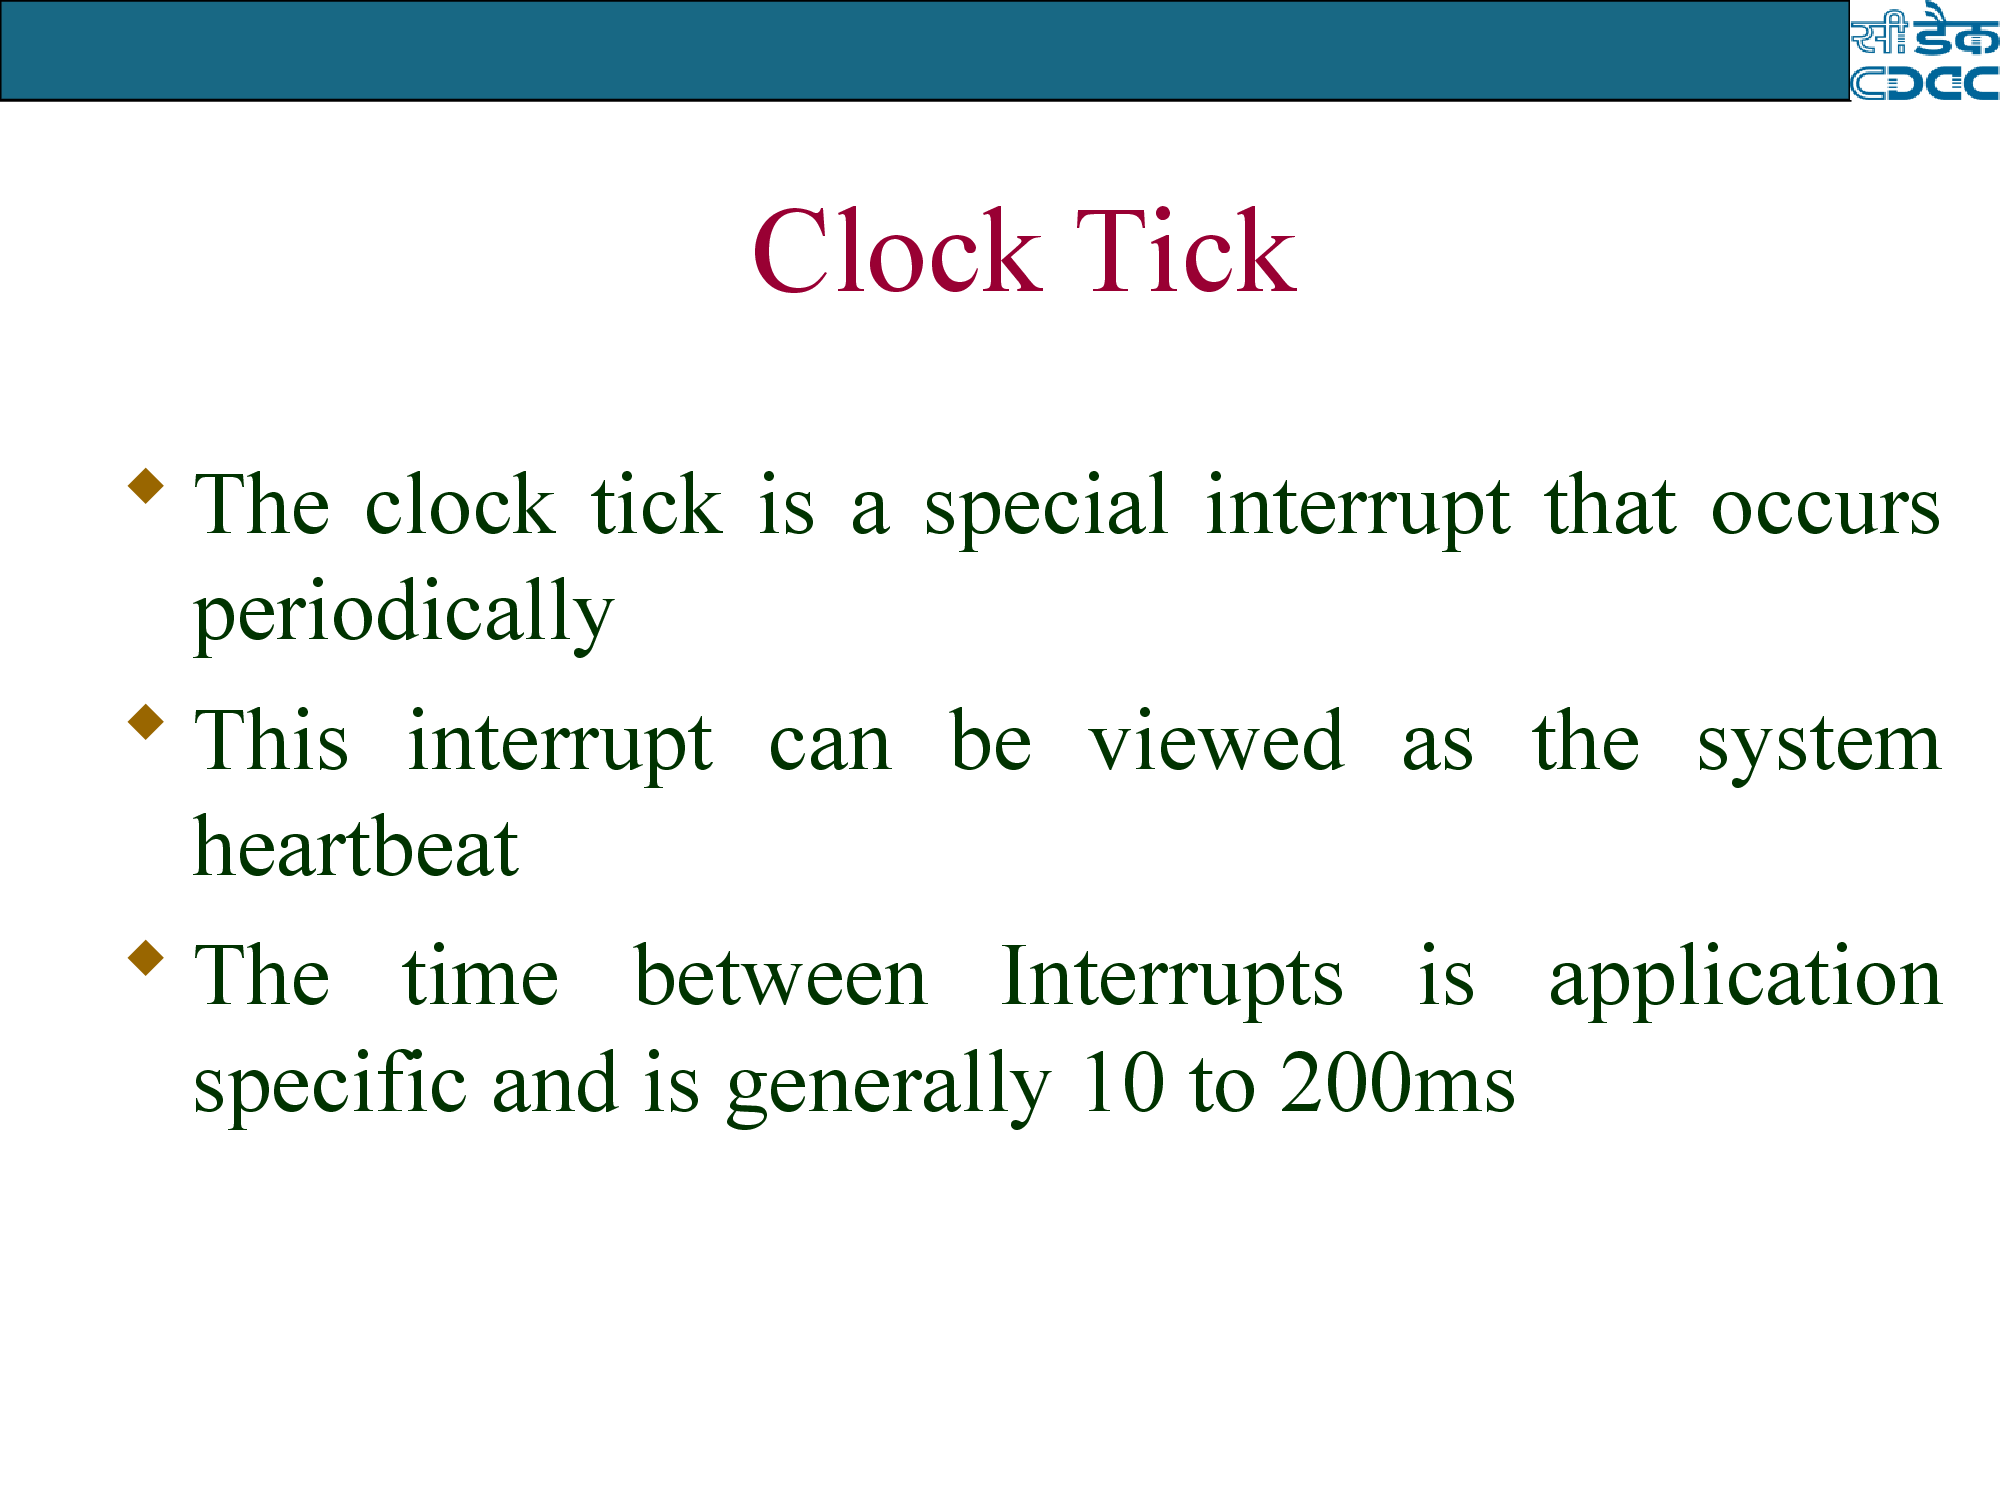 सी डैक
CDAC
Clock Tick
The clock tick is a special interrupt that occurs
periodically
This interrupt can be viewed as the system
heartbeat
The time between Interrupts is application
specific and is generally 10 to 200ms